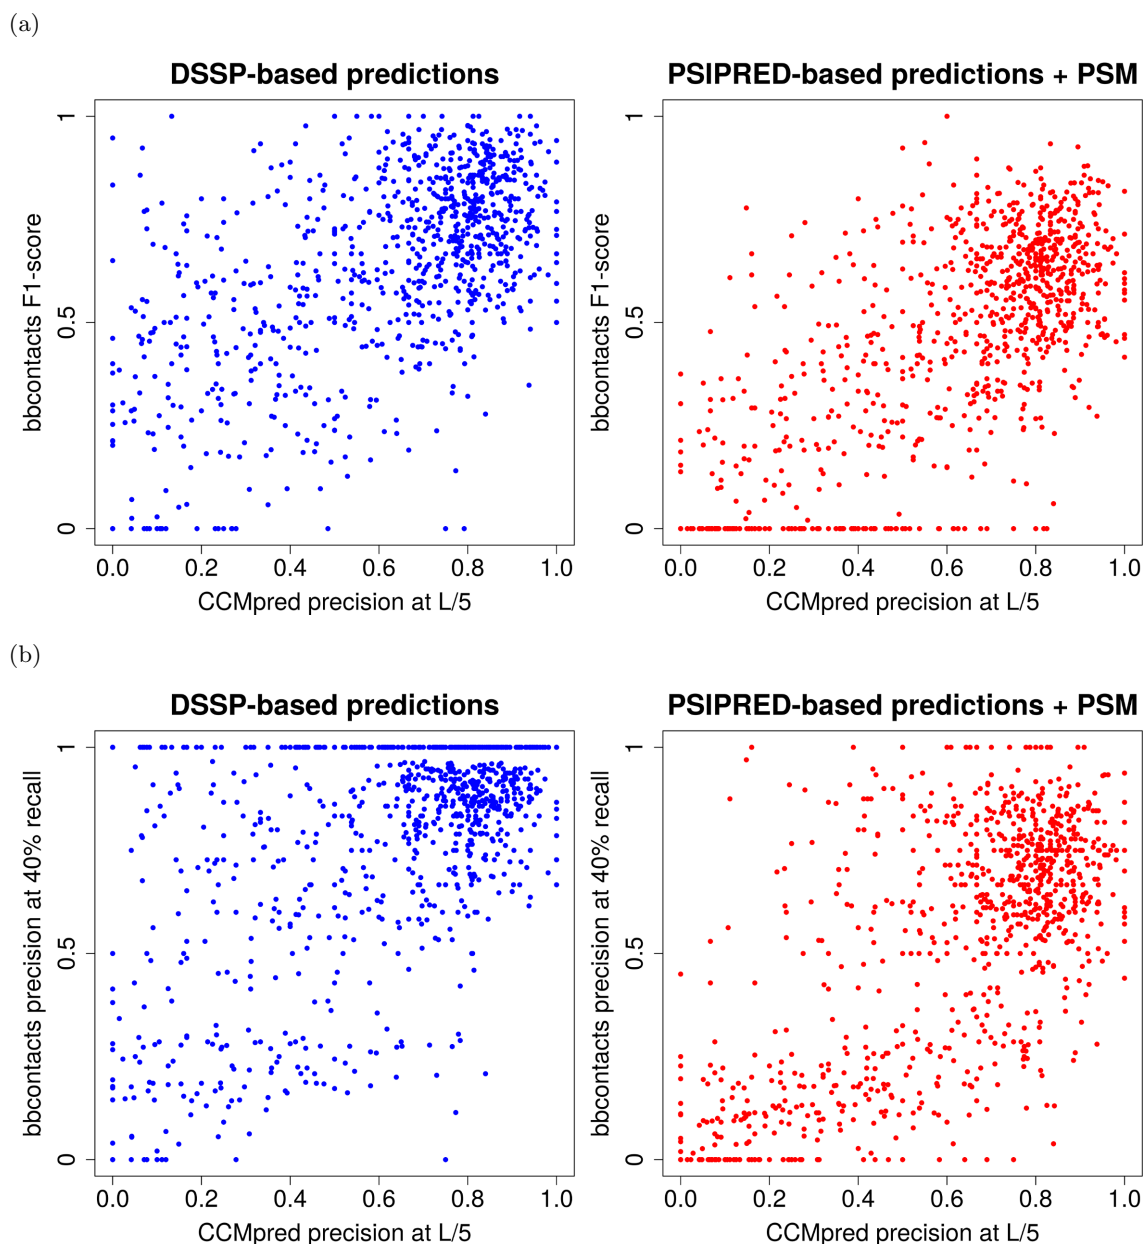 (a)
DSSP-based predictions
PSIPRED-based predictions + PSM
bbcontacts F1-score
0
0.5
1
0.0 0.2 0.4 0.6 0.8 1.0
CCMpred precision at L/5
bbcontacts F1-score
0
0.5
1
0.0 0.2 0.4 0.6 0.8 1.0
CCMpred precision at L/5
(b)
DSSP-based predictions
PSIPRED-based predictions + PSM
bbcontacts precision at 40% recall
0
0.5
1
0.0 0.2 0.4 0.6 0.8 1.0
CCMpred precision at L/5
bbcontacts precision at 40% recall
0
0.5
1
0.0 0.2 0.4 0.6 0.8 1.0
CCMpred precision at L/5